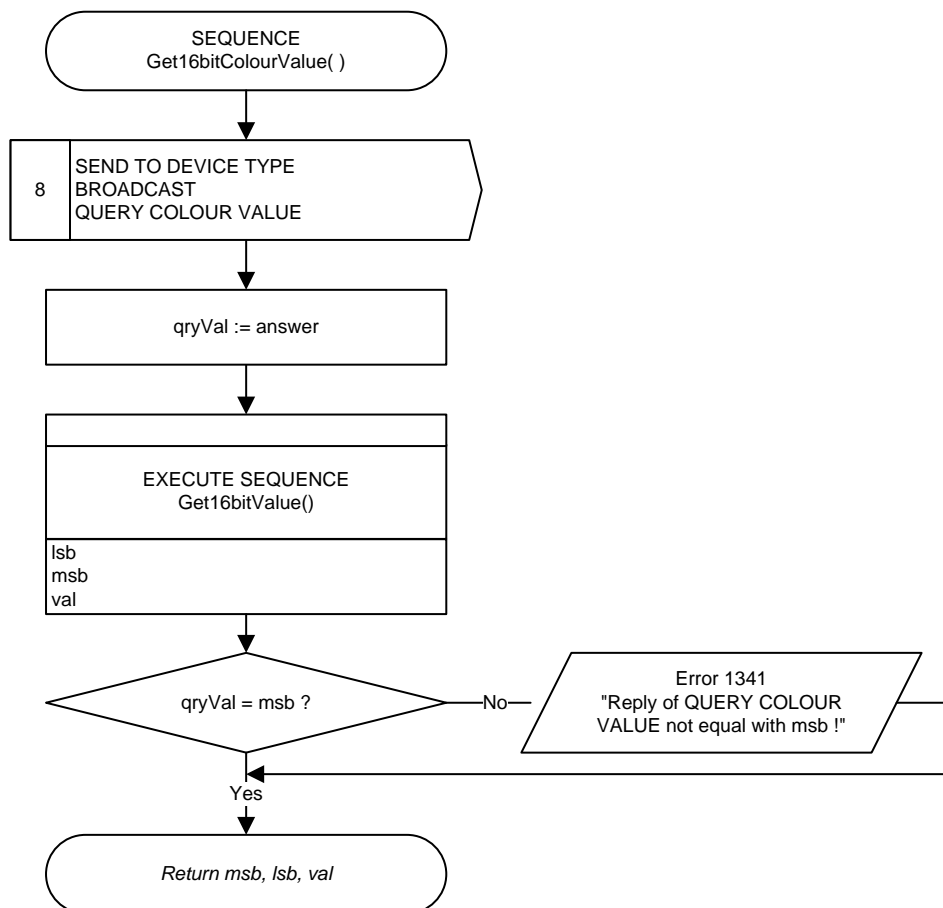 SEQUENCE
Get16bitColourValue( )
8
SEND TO DEVICE TYPE
BROADCAST
QUERY COLOUR VALUE
qryVal := answer
EXECUTE SEQUENCE
Get16bitValue()
lsb
msb
val
qryVal = msb ?
No
Error 1341
"Reply of QUERY COLOUR
VALUE not equal with msb !"
Yes
Return msb, lsb, val